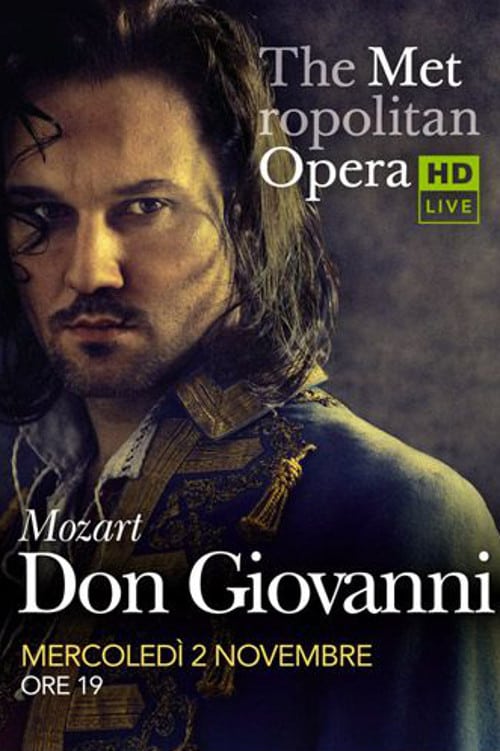 The Met
ropolitan
Opera HD
LIVE
Mozart
Don Giovanni
MERCOLEDÌ 2 NOVEMBRE
ORE 19